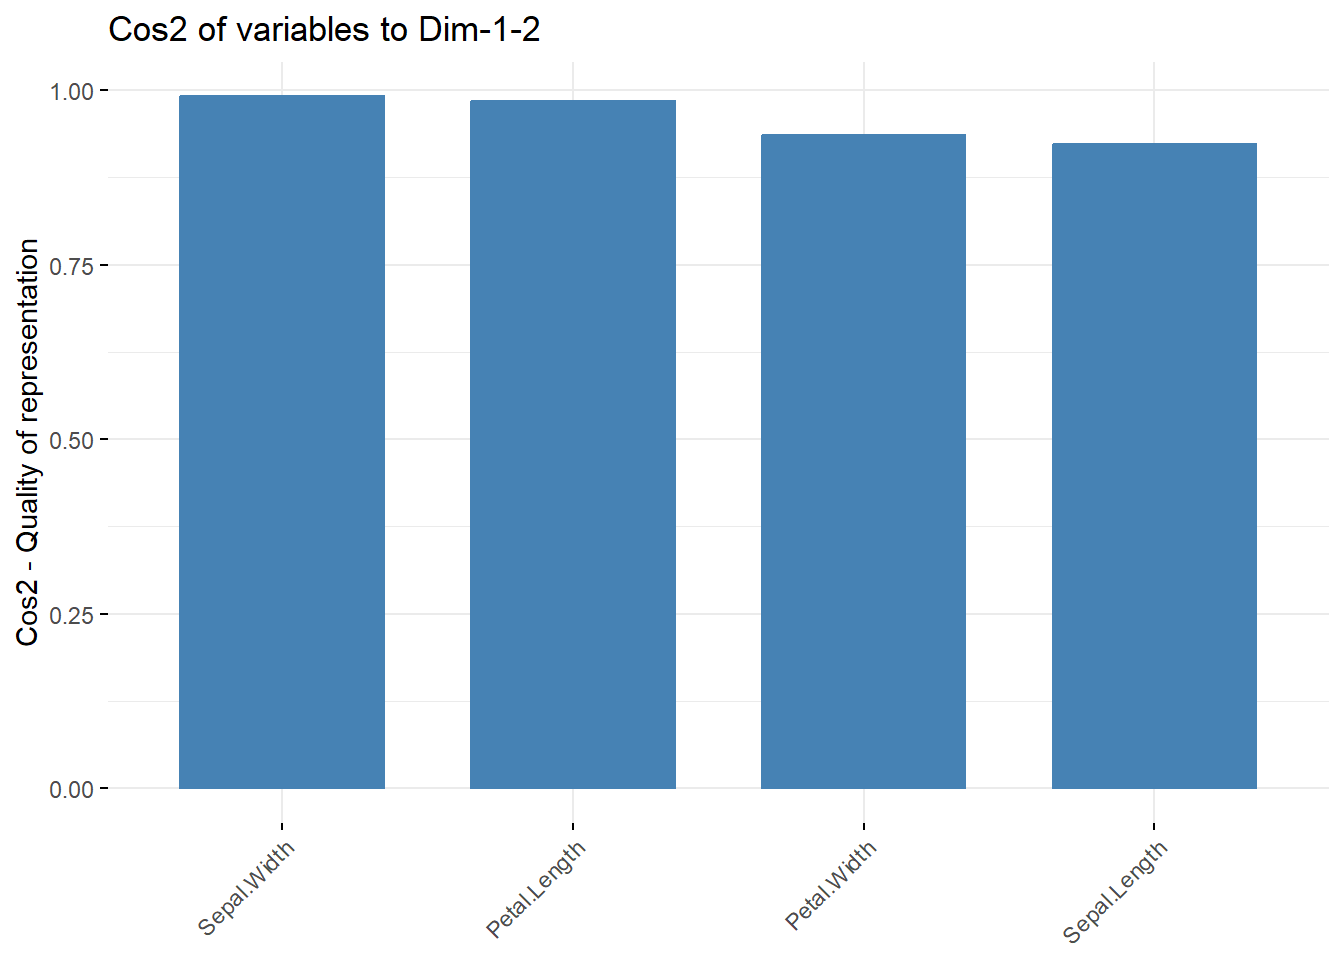 Cos2 of variables to Dim-1-2
Cos2 - Quality of representation
1.00
0.75
0.50
0.25
0.00
Sepal.Width
Petal.Length
Petal.Width
Sepal.Length